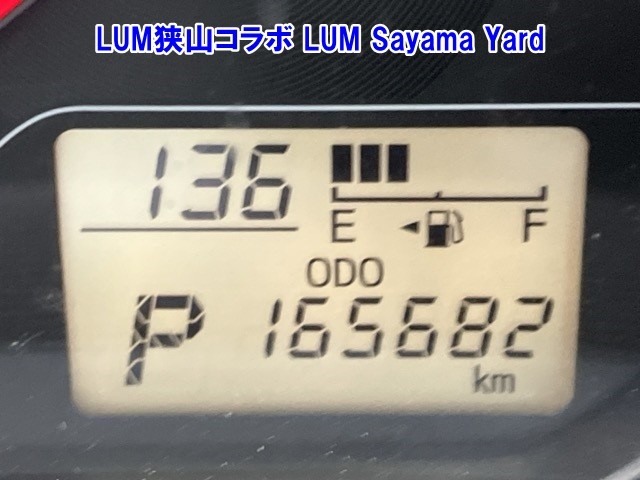 LUM狭山コラボ LUM Sayama Yard
136
E F
ODO
P 165682
km